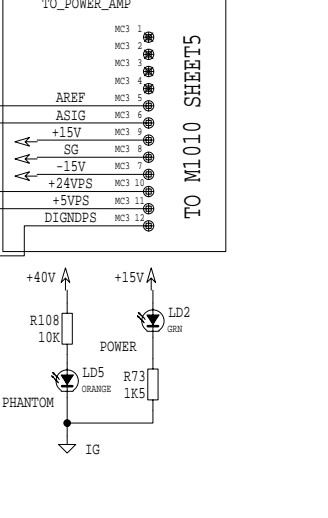 TO_POWER_AMP
MC3 1
MC3 2
MC3 3
MC3 4
AREF MC3 5
ASIG MC3 6
+15V MC3 9
SG MC3 8
-15V MC3 7
+24VPS MC3 10
+5VPS MC3 11
DIGNDPS MC3 12
TO M1010 SHEET5
+40V +15V
R108
10K
LD2
GRN
POWER
LD5
ORANGE
R73
1K5
PHANTOM
IG